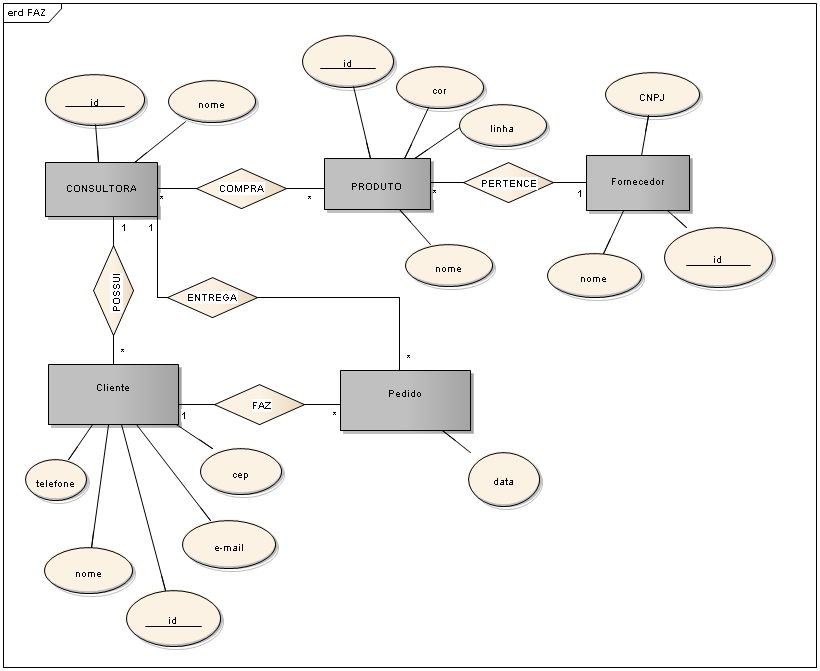 erd FAZ
id
cor
nome
CNPJ
id
linha
CONSULTORA
COMPRA
*
*
PRODUTO
*
PERTENCE
1
Fornecedor
1
1
nome
nome
id
POSSUI
ENTREGA
*
*
Cliente
1
FAZ
*
Pedido
telefone
cep
data
e-mail
nome
id